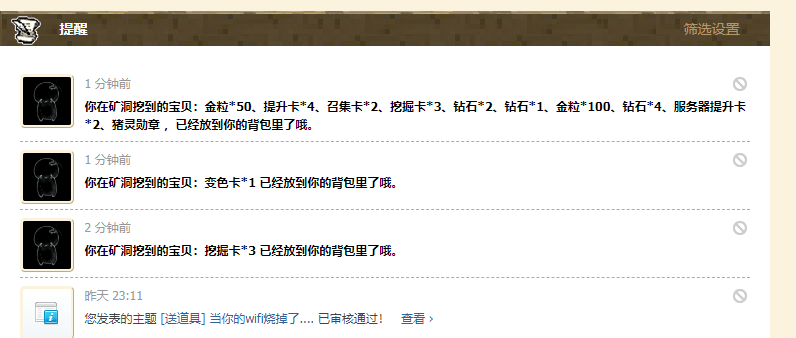 提醒
筛选设置
1 分钟前
你在矿洞挖到的宝贝：金粒*50、提升卡*4、召集卡*2、挖掘卡*3、钻石*2、钻石*1、金粒*100、钻石*4、服务器提升卡
*2、猪灵勋章 ，已经放到你的背包里了哦。
1 分钟前
你在矿洞挖到的宝贝：变色卡*1 已经放到你的背包里了哦。
2 分钟前
你在矿洞挖到的宝贝：挖掘卡*3 已经放到你的背包里了哦。
昨天 23:11
您发表的主题 [送道具] 当你的wifi烧掉了.... 已审核通过！ 查看 ›